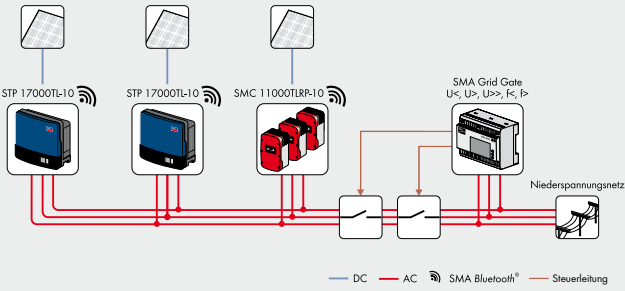 STP 17000TL-10
STP 17000TL-10
SMC 11000TLRP-10
SMA Grid Gate
U<, U>, U>>, f<, f>
Niederspannungsnetz
DC
AC
SMA Bluetooth®
Steuerleitung